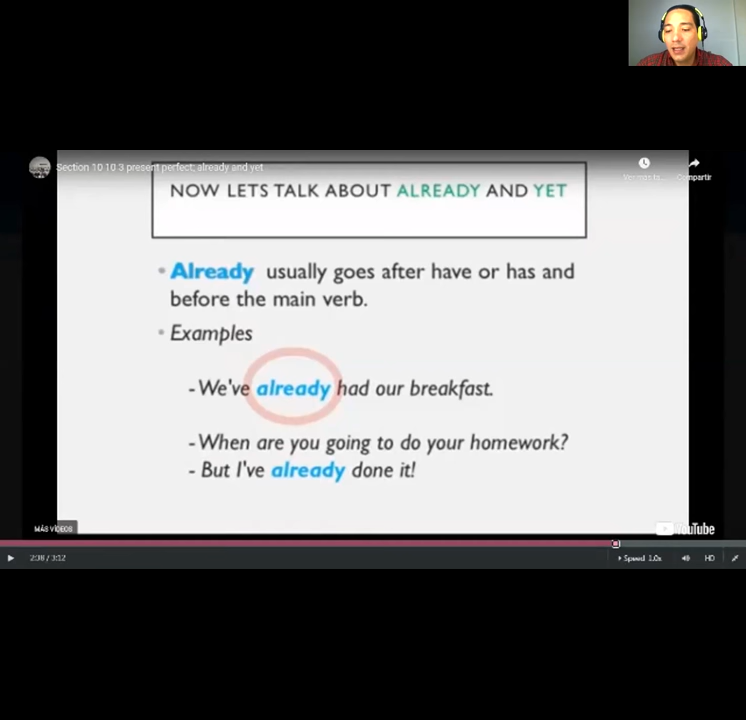 Section 10 10 3 present perfect; already and yet
Compartir
NOW LETS TALK ABOUT ALREADY AND YET
• Already usually goes after have or has and
before the main verb.
• Examples
- We've already had our breakfast.
- When are you going to do your homework?
- But I've already done it!
MÁS VÍDEOS
YouTube
2:38 / 3:12
Speed 1.0x
HD